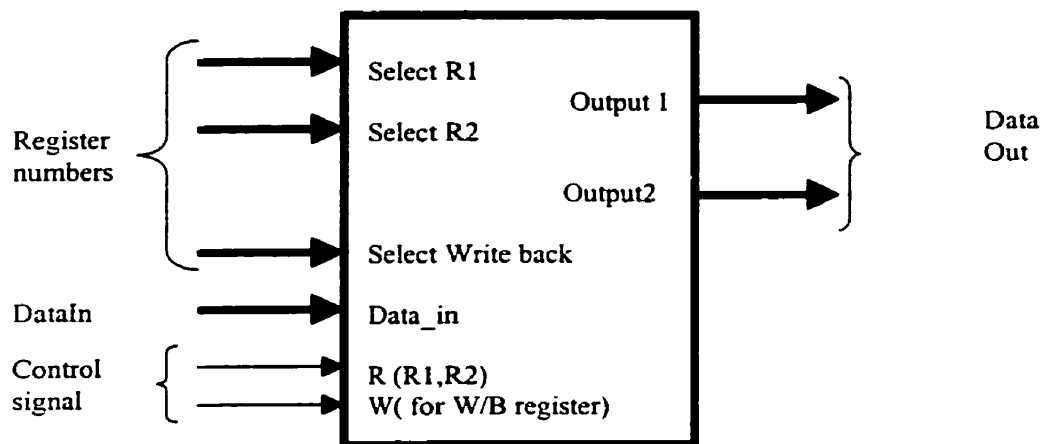 Register
numbers
DataIn
Control
signal
Select R1
Select R2
Select Write back
Data_in
R (R1,R2)
W( for W/B register)
Output 1
Output2
Data
Out